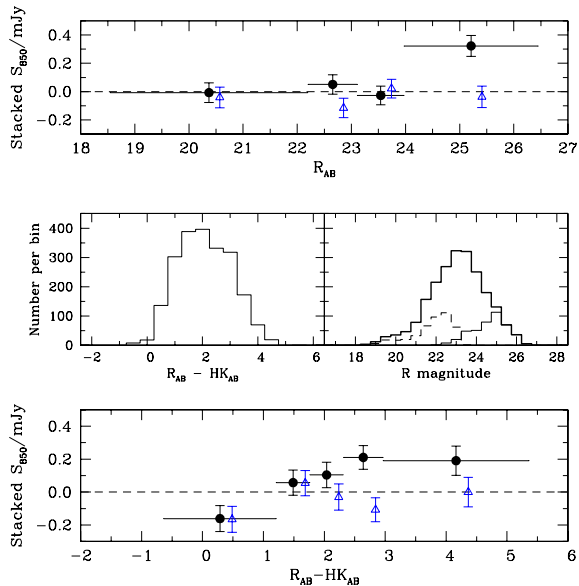 Stacked S850/mJy
0.4
0.2
0.0
−0.2
18 19 20 21 22 23 24 25 26 27
RAB
Number per bin
400
300
200
100
0
−2 0 2 4 6
20 22 24 26 28
RAB − HKAB
R magnitude
Stacked S850/mJy
0.4
0.2
0.0
−0.2
−2 −1 0 1 2 3 4 5 6
RAB−HKAB